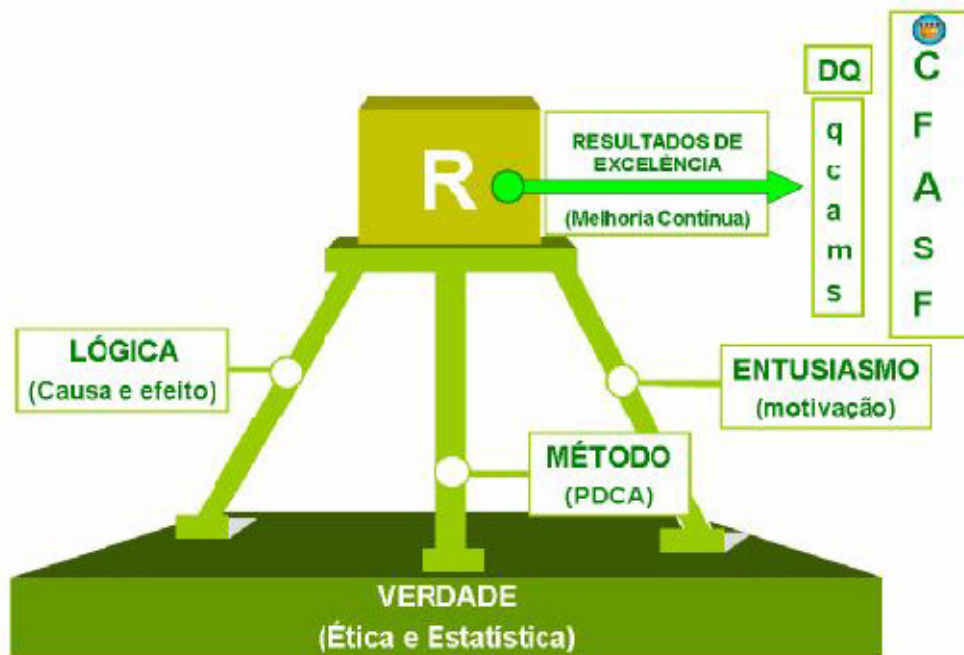 DQ
q
c
a
m
s
C
F
A
S
F
R
RESULTADOS DE
EXCELÊNCIA
(Melhoria Contínua)
LÓGICA
(Causa e efeito)
ENTUSIASMO
(motivação)
MÉTODO
(PDCA)
VERDADE
(Ética e Estatística)